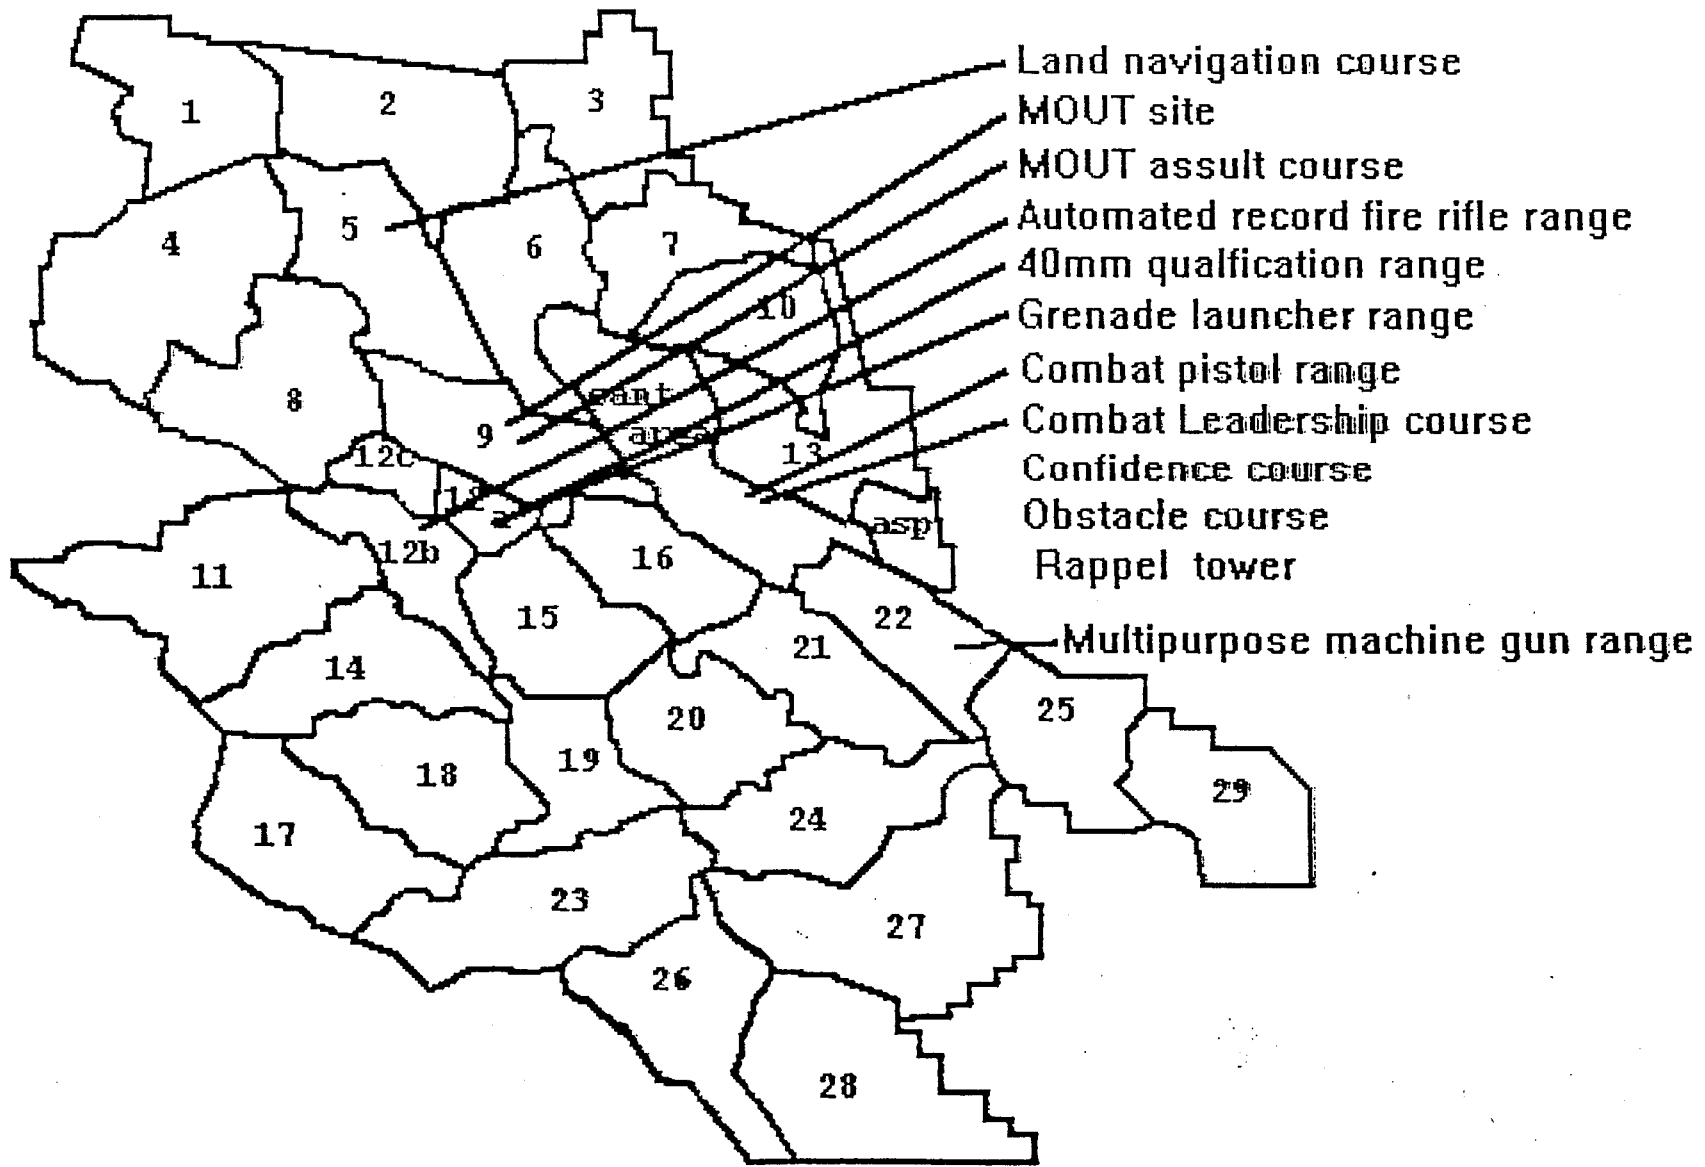 Land navigation course
MOUT site
MOUT assult course
Automated record fire rifle range
40mm qualfication range
Grenade launcher range
Combat pistol range
Combat Leadership course
Confidence course
Obstacle course
Rappel tower
Multipurpose machine gun range
1
2
3
4
5
6
7
8
9
10
cant
area
13
12c
12
a
asp
12b
11
16
15
22
14
21
20
25
19
18
29
24
17
23
27
26
28